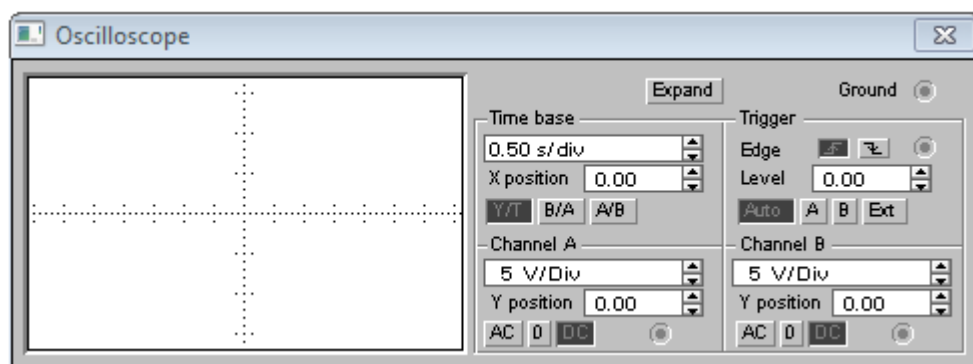 Oscilloscope
Expand
Ground
Time base
0.50 s/div
X position 0.00
Y/T B/A A/B
Trigger
Edge
Level 0.00
Auto A B Ext
Channel A
5 V/Div
Y position 0.00
AC 0 DC
Channel B
5 V/Div
Y position 0.00
AC 0 DC